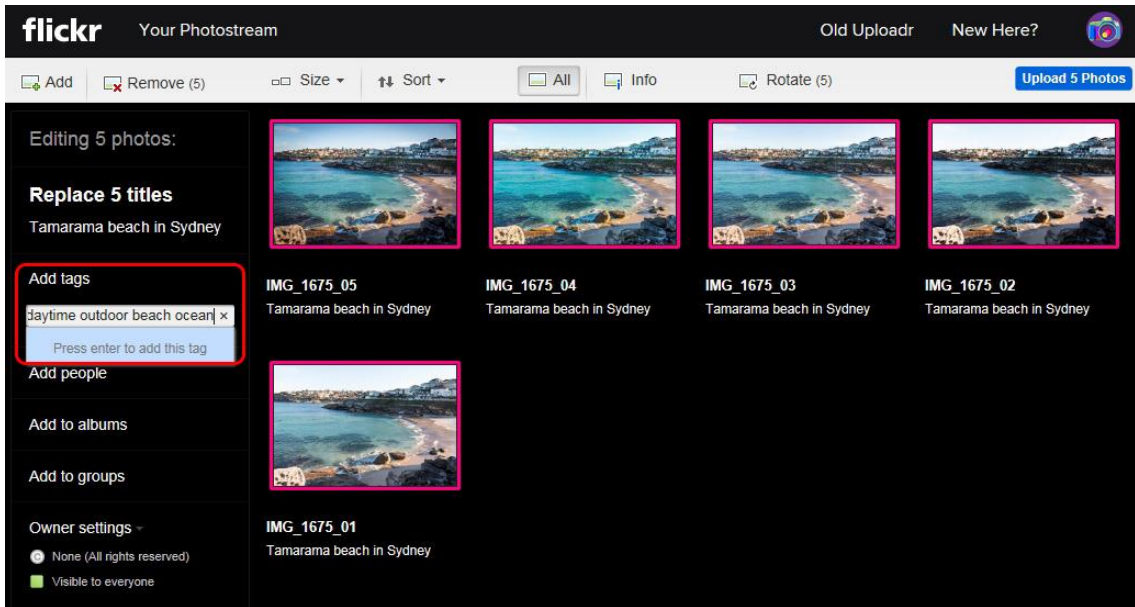 flickr Your Photostream Old Uploadr New Here?
Add Remove (5) Size Sort All Info Rotate (5) Upload 5 Photos
Editing 5 photos:
Replace 5 titles
Tamarama beach in Sydney
Add tags
daytime outdoor beach ocean ×
Press enter to add this tag
Add people
Add to albums
Add to groups
Owner settings
None (All rights reserved)
Visible to everyone
IMG_1675_05 IMG_1675_04 IMG_1675_03 IMG_1675_02
Tamarama beach in Sydney Tamarama beach in Sydney Tamarama beach in Sydney Tamarama beach in Sydney
IMG_1675_01
Tamarama beach in Sydney